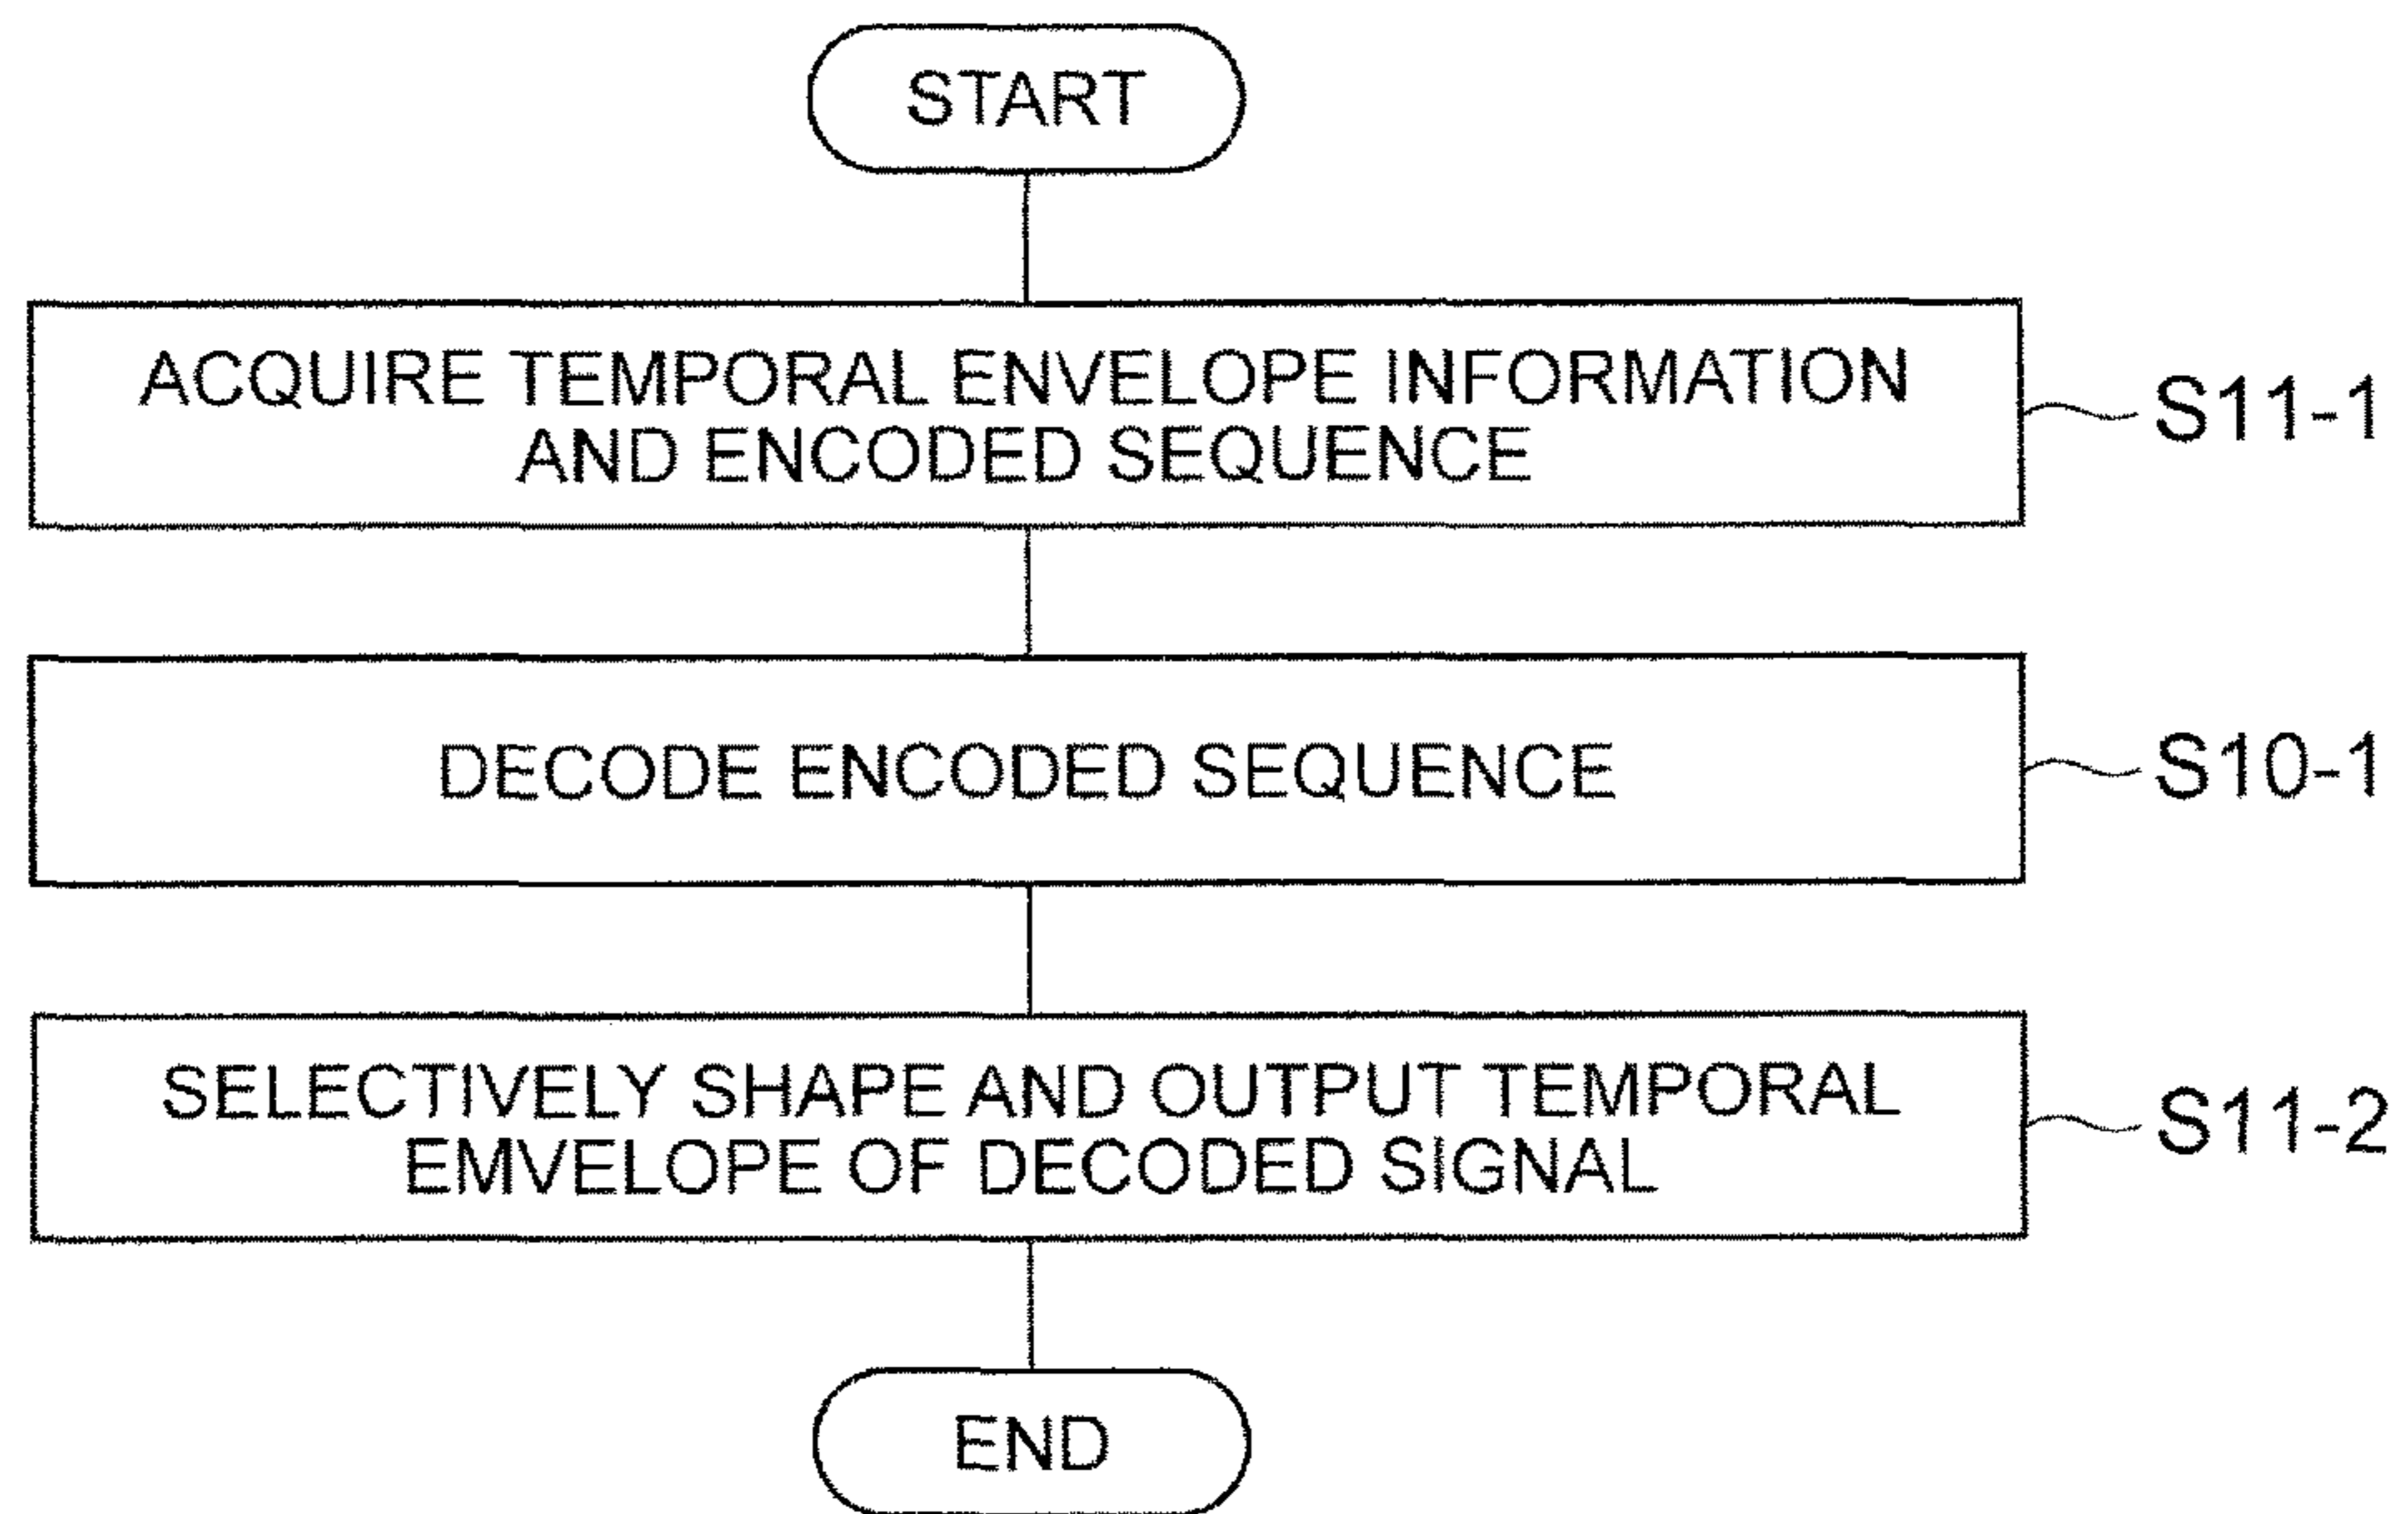 START
ACQUIRE TEMPORAL ENVELOPE INFORMATION
AND ENCODED SEQUENCE
S11-1
DECODE ENCODED SEQUENCE
S10-1
SELECTIVELY SHAPE AND OUTPUT TEMPORAL
EMVELOPE OF DECODED SIGNAL
S11-2
END